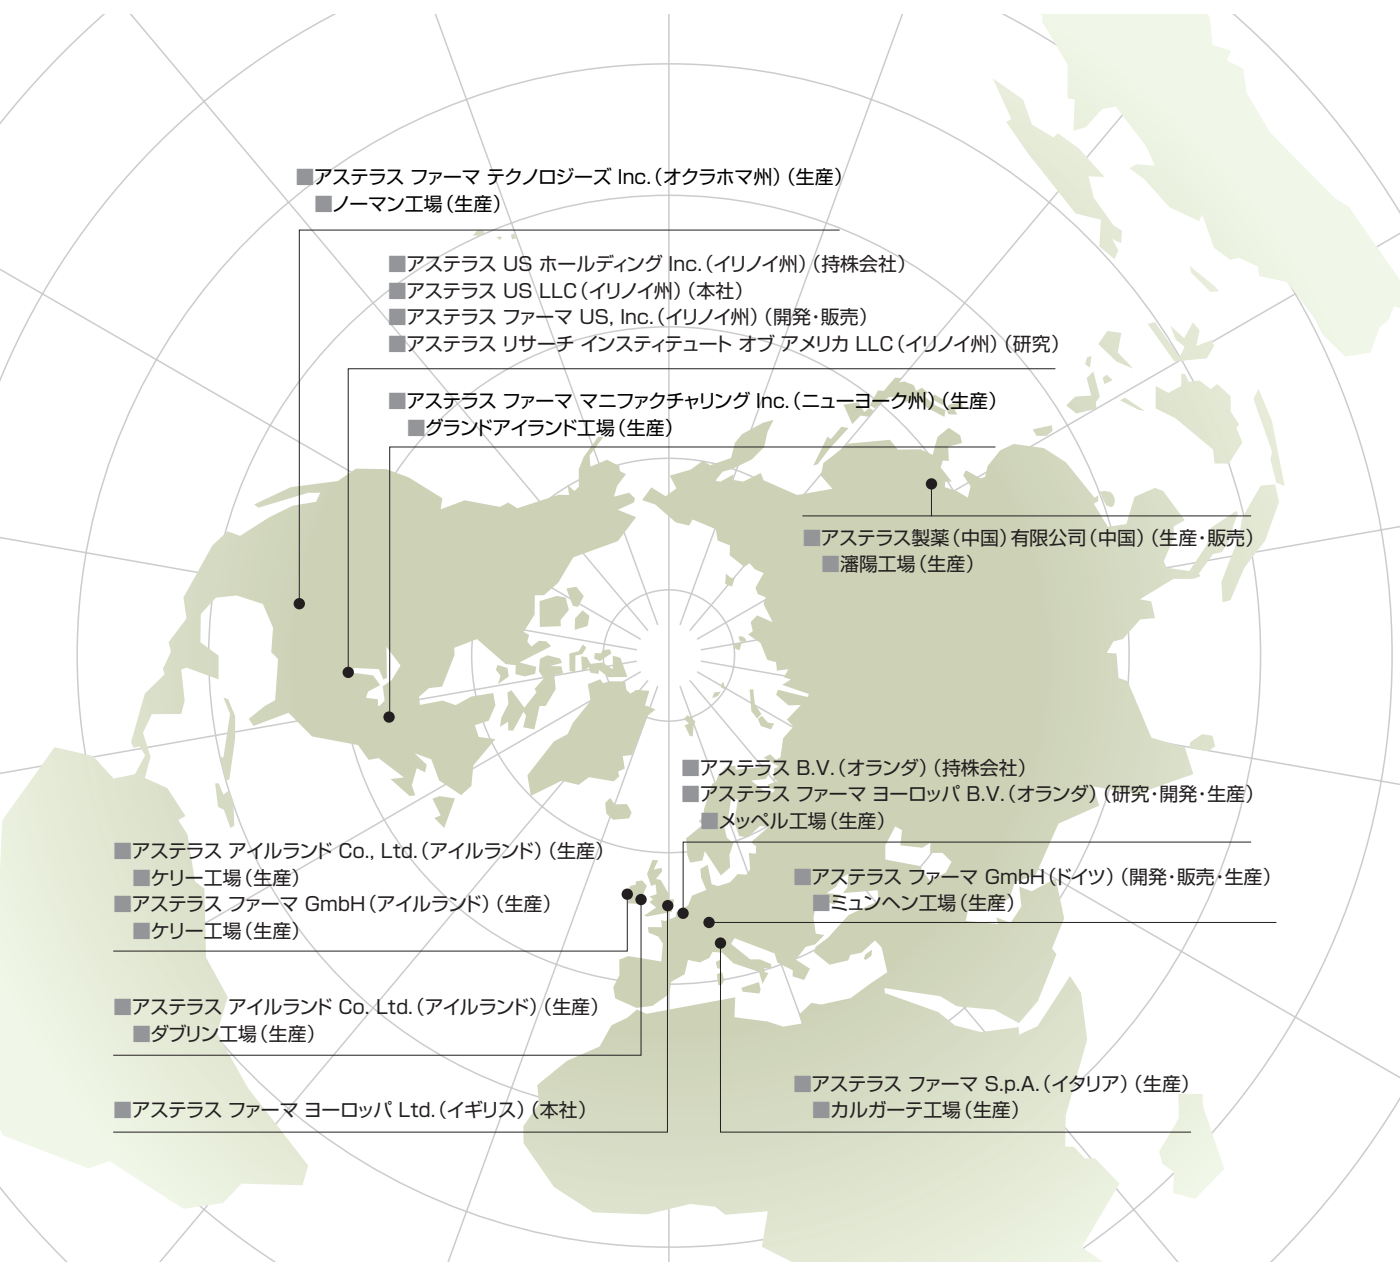 ■アステラス ファーマ テクノロジーズ Inc.(オクラホマ州)(生産)
■ノーマン工場(生産)
■アステラス US ホールディング Inc.(イリノイ州)(持株会社)
■アステラス US LLC(イリノイ州)(本社)
■アステラス ファーマ US, Inc.(イリノイ州)(開発・販売)
■アステラス リサーチ インスティテュート オブ アメリカ LLC(イリノイ州)(研究)
■アステラス ファーマ マニファクチャリング Inc.(ニューヨーク州)(生産)
■グランドアイランド工場(生産)
■アステラス製薬(中国)有限公司(中国)(生産・販売)
■瀋陽工場(生産)
■アステラス B.V.(オランダ)(持株会社)
■アステラス ファーマ ヨーロッパ B.V.(オランダ)(研究・開発・生産)
■メッペル工場(生産)
■アステラス アイルランド Co., Ltd.(アイルランド)(生産)
■ケリー工場(生産)
■アステラス ファーマ GmbH(アイルランド)(生産)
■ケリー工場(生産)
■アステラス ファーマ GmbH(ドイツ)(開発・販売・生産)
■ミュンヘン工場(生産)
■アステラス アイルランド Co. Ltd.(アイルランド)(生産)
■ダブリン工場(生産)
■アステラス ファーマ ヨーロッパ Ltd.(イギリス)(本社)
■アステラス ファーマ S.p.A.(イタリア)(生産)
■カルガーテ工場(生産)